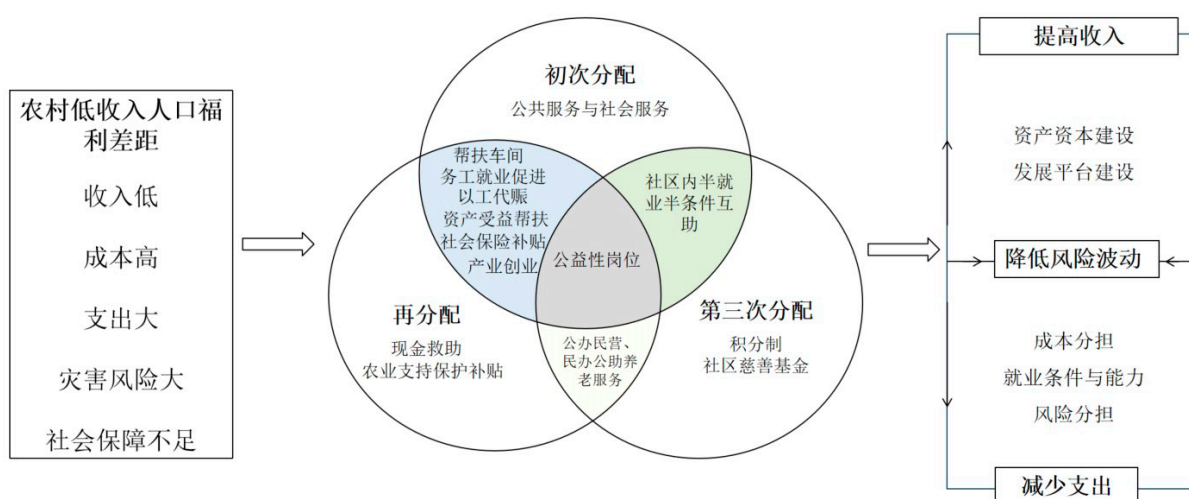 农村低收入人口福
利差距
收入低
成本高
支出大
灾害风险大
社会保障不足
初次分配
公共服务与社会服务
帮扶车间
务工就业促进
以工代赈
资产受益帮扶
社会保险补贴
产业创业
社区内半就
业半条件互
助
公益性岗位
再分配
现金救助
农业支持保护补贴
公办民营、
民办公助养
老服务
第三次分配
积分制
社区慈善基金
提高收入
资产资本建设
发展平台建设
降低风险波动
成本分担
就业条件与能力
风险分担
减少支出